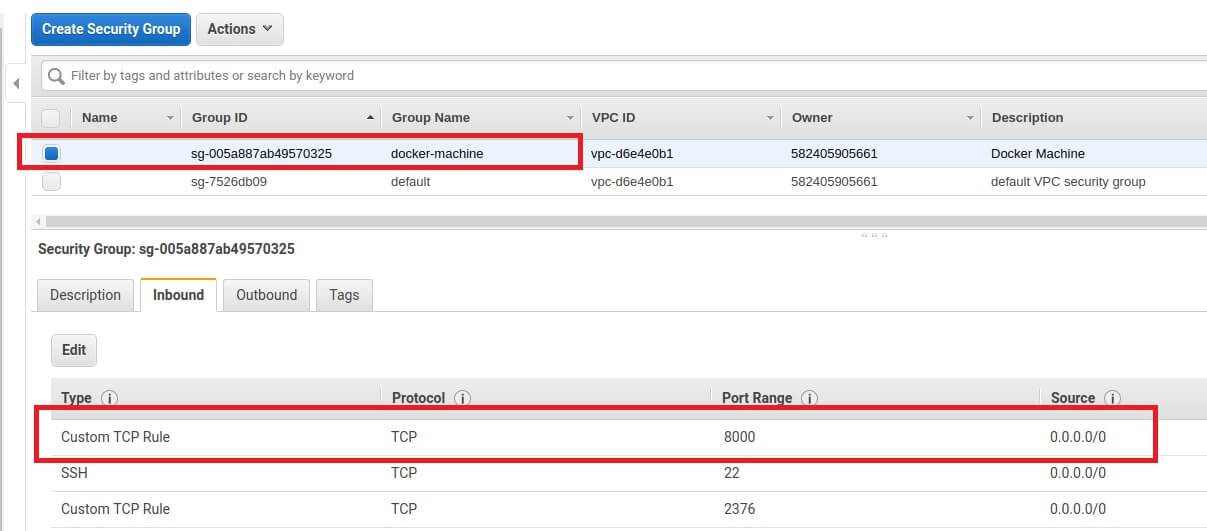 Create Security Group Actions
Filter by tags and attributes or search by keyword
Name Group ID Group Name VPC ID Owner Description
sg-005a887ab49570325 docker-machine vpc-d6e4e0b1 582405905661 Docker Machine
sg-7526db09 default vpc-d6e4e0b1 582405905661 default VPC security group
Security Group: sg-005a887ab49570325
Description Inbound Outbound Tags
Edit
Type i Protocol i Port Range i Source i
Custom TCP Rule TCP 8000 0.0.0.0/0
SSH TCP 22 0.0.0.0/0
Custom TCP Rule TCP 2376 0.0.0.0/0